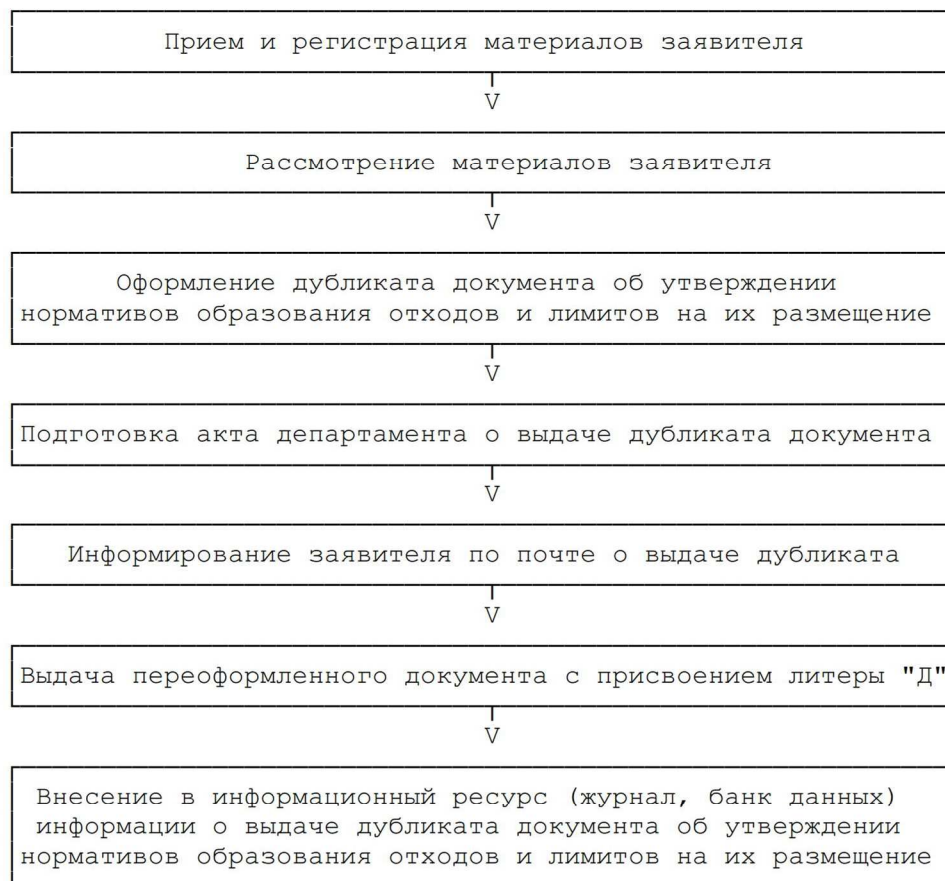 Прием и регистрация материалов заявителя
V
Рассмотрение материалов заявителя
V
Оформление дубликата документа об утверждении
нормативов образования отходов и лимитов на их размещение
V
Подготовка акта департамента о выдаче дубликата документа
V
Информирование заявителя по почте о выдаче дубликата
V
Выдача переоформленного документа с присвоением литеры "Д"
V
Внесение в информационный ресурс (журнал, банк данных)
информации о выдаче дубликата документа об утверждении
нормативов образования отходов и лимитов на их размещение